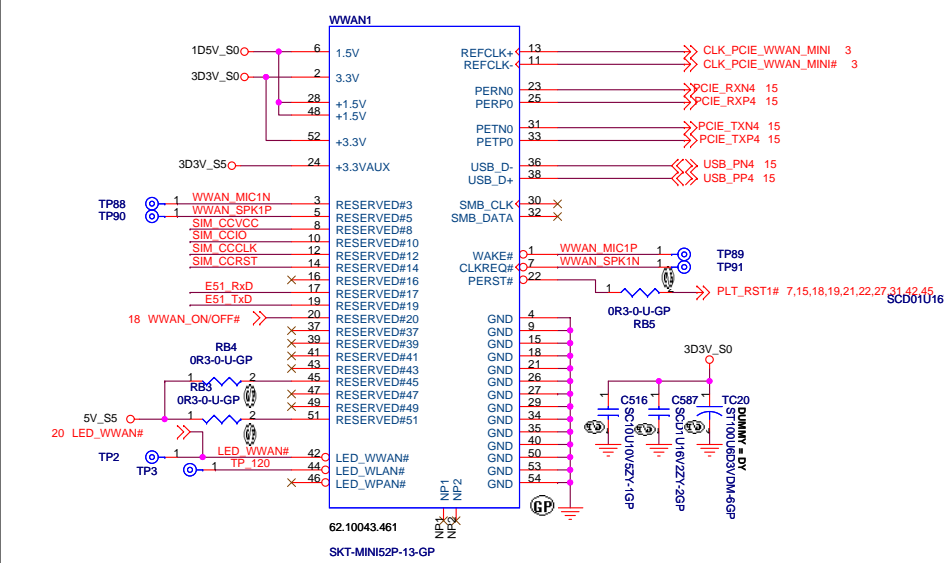 WWAN1
1D5V_S0 6 1.5V REFCLK+ 13 CLK_PCIE_WWAN_MINI 3
REFCLK- 11 CLK_PCIE_WWAN_MINI# 3
3D3V_S0 2 3.3V
PERN0 23 PCIE_RXN4 15
28 +1.5V PERP0 25 PCIE_RXP4 15
48 +1.5V
PETN0 31 PCIE_TXN4 15
52 +3.3V PETP0 33 PCIE_TXP4 15
3D3V_S5 24 +3.3VAUX USB_D- 36 USB_PN4 15
USB_D+ 38 USB_PP4 15
TP88 1 WWAN_MIC1N 3 RESERVED#3 SMB_CLK 30
TP90 1 WWAN_SPK1P 5 RESERVED#5 SMB_DATA 32
SIM_CCVCC 8 RESERVED#8
SIM_CCIO 10 RESERVED#10
SIM_CCCLK 12 RESERVED#12 WAKE# 1 WWAN_MIC1P 1 TP89
SIM_CCRST 14 RESERVED#14 CLKREQ# 7 WWAN_SPK1N 1 TP91
16 RESERVED#16 PERST# 22
E51_RxD 17 RESERVED#17 1 2 PLT_RST1# 7,15,18,19,21,22,27,31,42,45
E51_TxD 19 RESERVED#19 SCD01U16
0R3-0-U-GP
RB5
18 WWAN_ON/OFF# 20 RESERVED#20 GND 4
37 RESERVED#37 GND 9
39 RESERVED#39 GND 15
41 RESERVED#41 GND 18
43 RESERVED#43 GND 21
RB4
0R3-0-U-GP
1 2 45 RESERVED#45 GND 26
RB3
0R3-0-U-GP
47 RESERVED#47 GND 27
49 RESERVED#49 GND 29
5V_S5 1 2 51 RESERVED#51 GND 34
20 LED_WWAN# GND 35
GND 40
TP2 1 LED_WWAN# 42 LED_WWAN# GND 50
TP3 1 TP_120 44 LED_WLAN# GND 53
46 LED_WPAN# GND 54
3D3V_S0
C516
SC10U10V5ZY-1GP
C587
SCD1U16V2ZY-2GP
TC20
ST100U6D3VDM-6GP
DUMMY = DY
NP1 NP2
NP1 NP2
GP
62.10043.461
SKT-MINI52P-13-GP